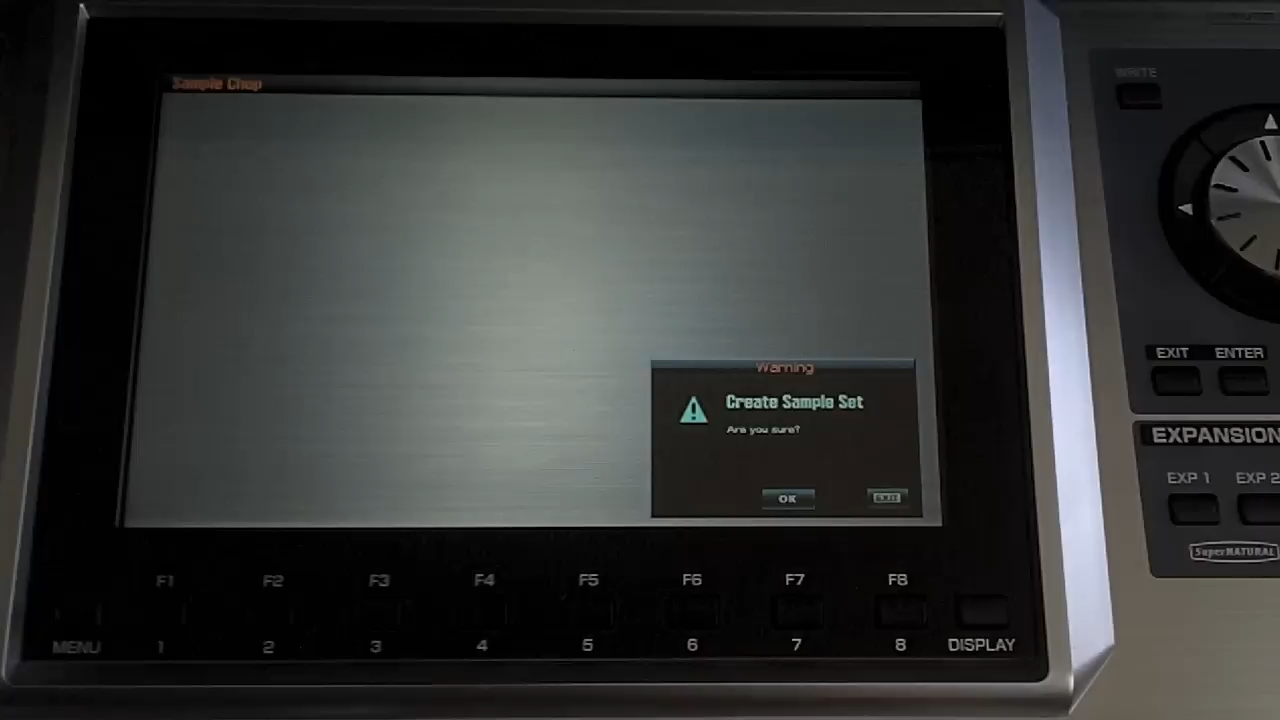 Sample Chop
WRITE
Warning
Create Sample Set
Are you sure?
OK
EXIT
EXIT ENTER
EXPANSION
EXP 1 EXP 2
SuperNATURAL
F1 F2 F3 F4 F5 F6 F7 F8
MENU 1 2 3 4 5 6 7 8 DISPLAY